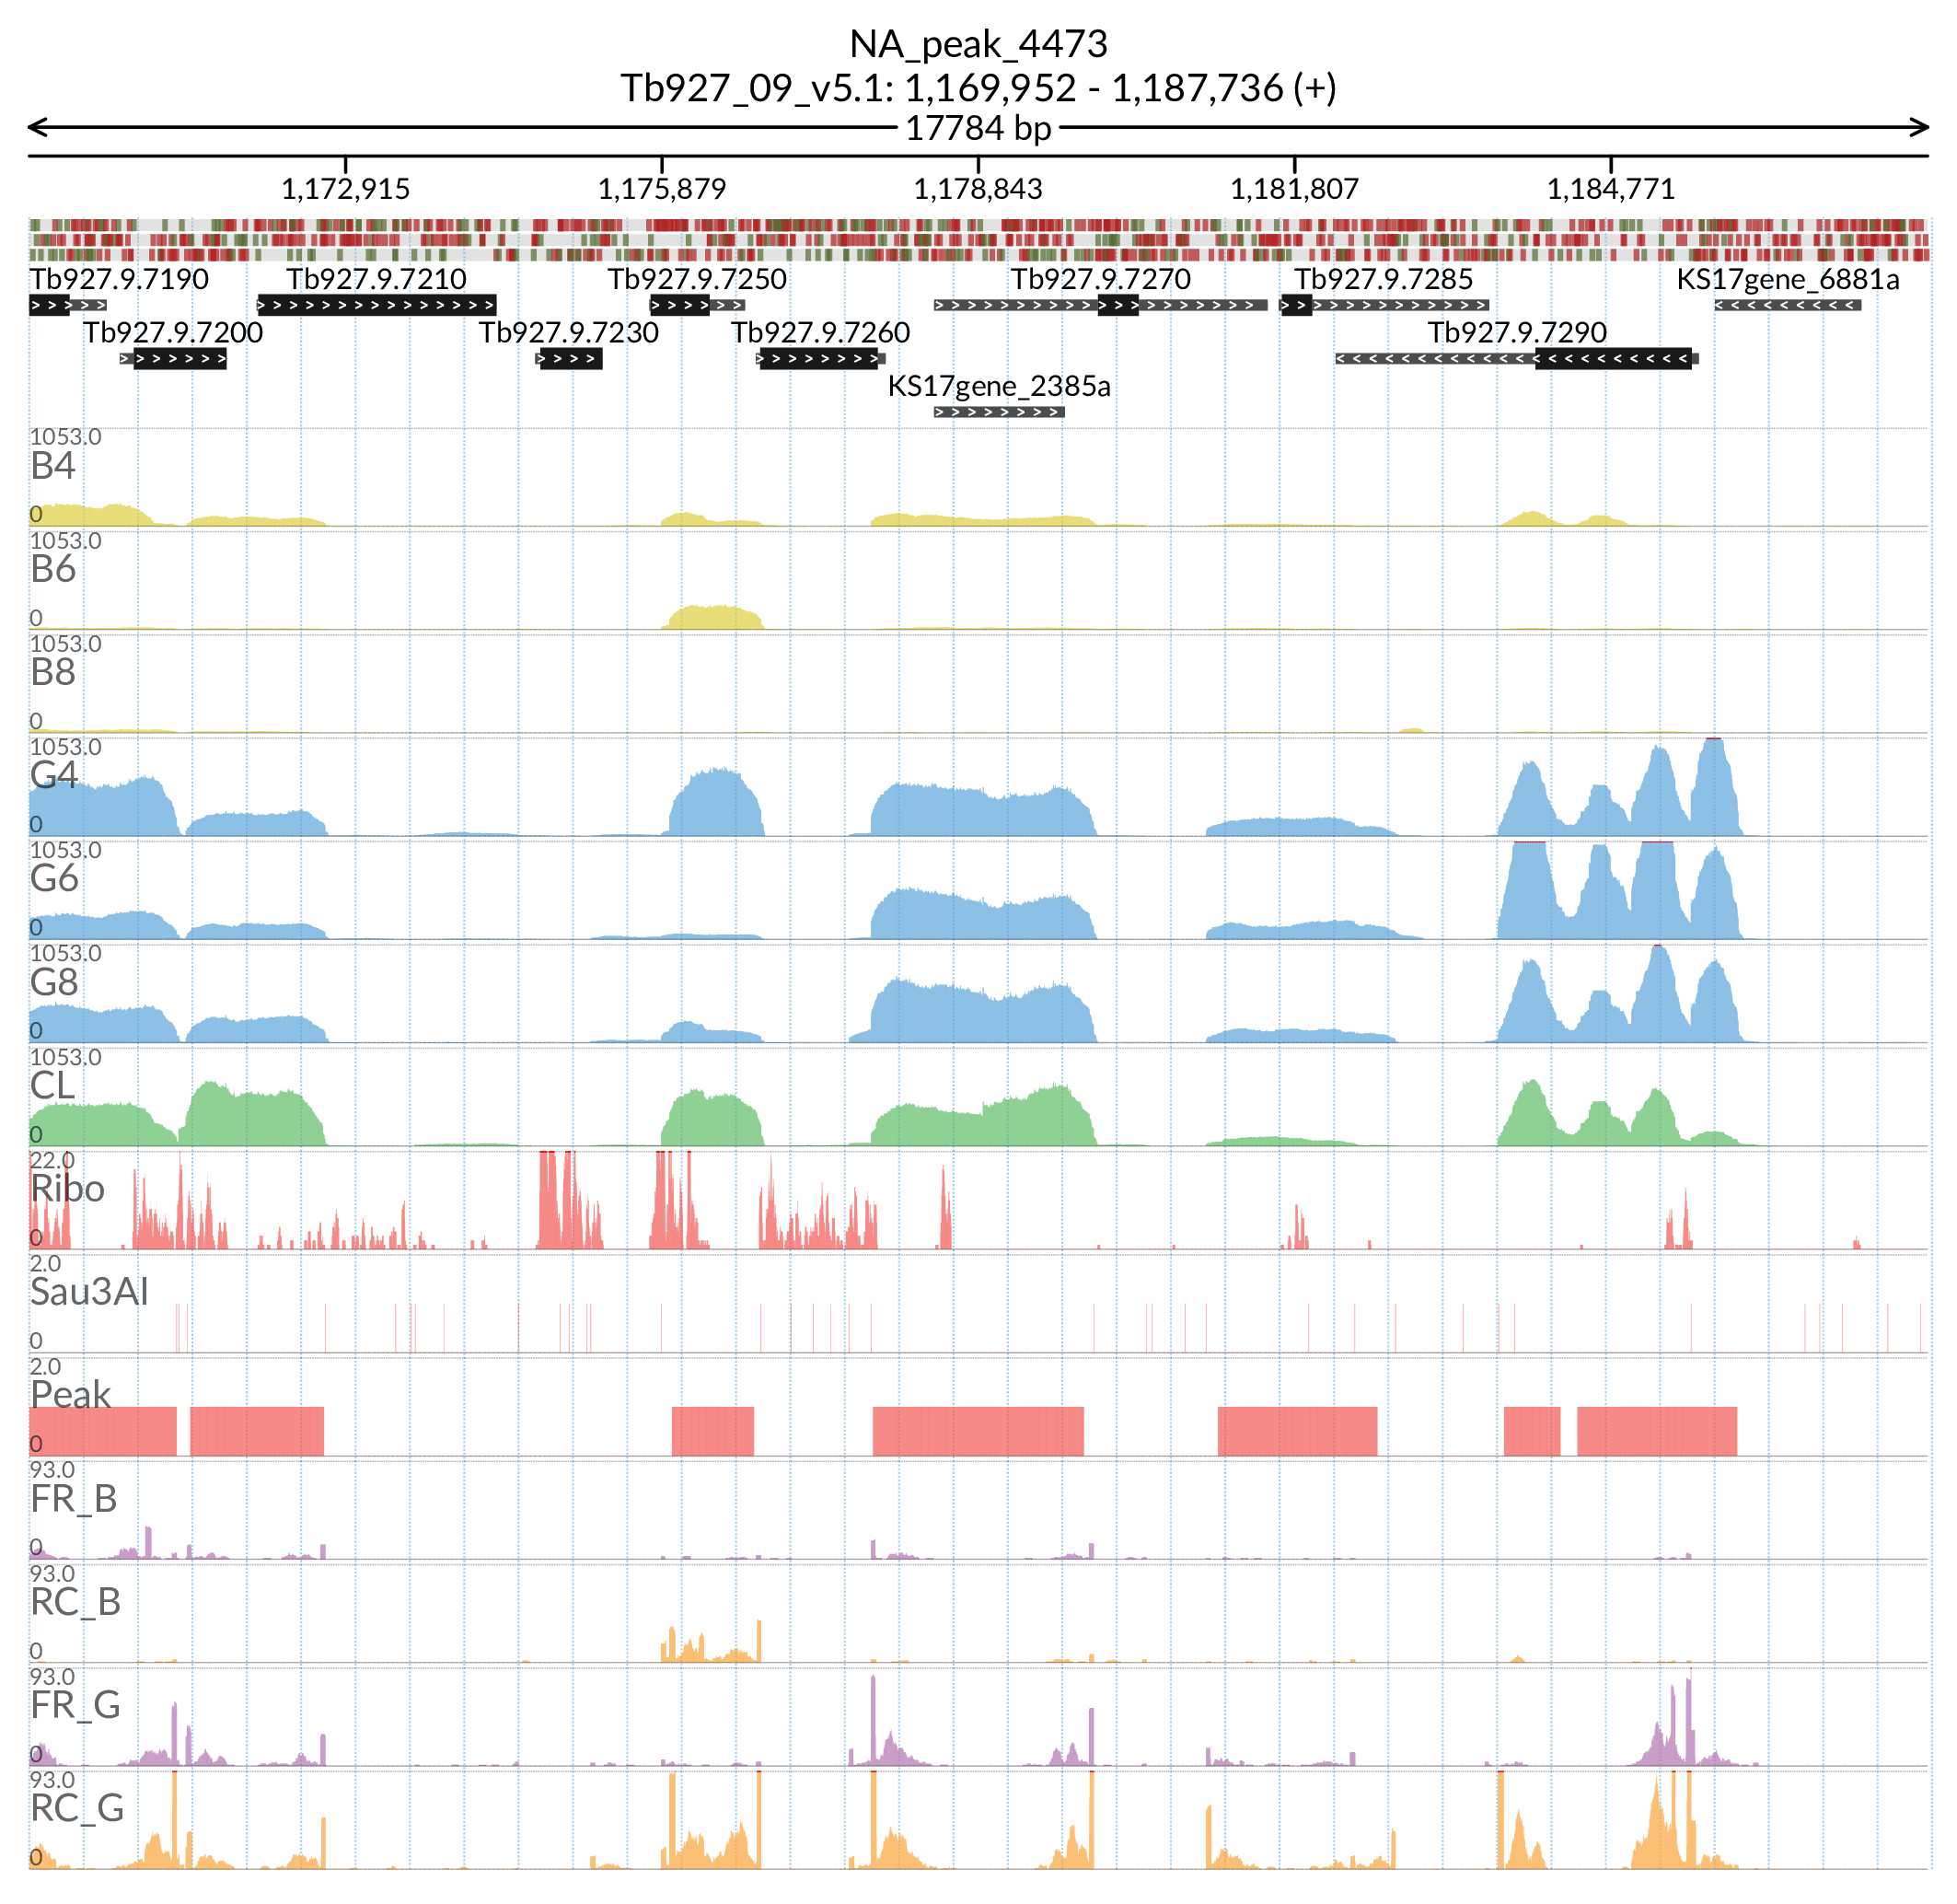 NA_peak_4473
Tb927_09_v5.1: 1,169,952 - 1,187,736 (+)
17784 bp
1,172,915 1,175,879 1,178,843 1,181,807 1,184,771
Tb927.9.7190 Tb927.9.7210 Tb927.9.7250 Tb927.9.7270 Tb927.9.7285 KS17gene_6881a
Tb927.9.7200 Tb927.9.7230 Tb927.9.7260 Tb927.9.7290
KS17gene_2385a
1053.0
B4
0
1053.0
B6
0
1053.0
B8
0
1053.0
G4
0
1053.0
G6
0
1053.0
G8
0
1053.0
CL
0
22.0
Ribo
0
2.0
Sau3AI
0
2.0
Peak
0
93.0
FR_B
0
93.0
RC_B
0
93.0
FR_G
0
93.0
RC_G
0